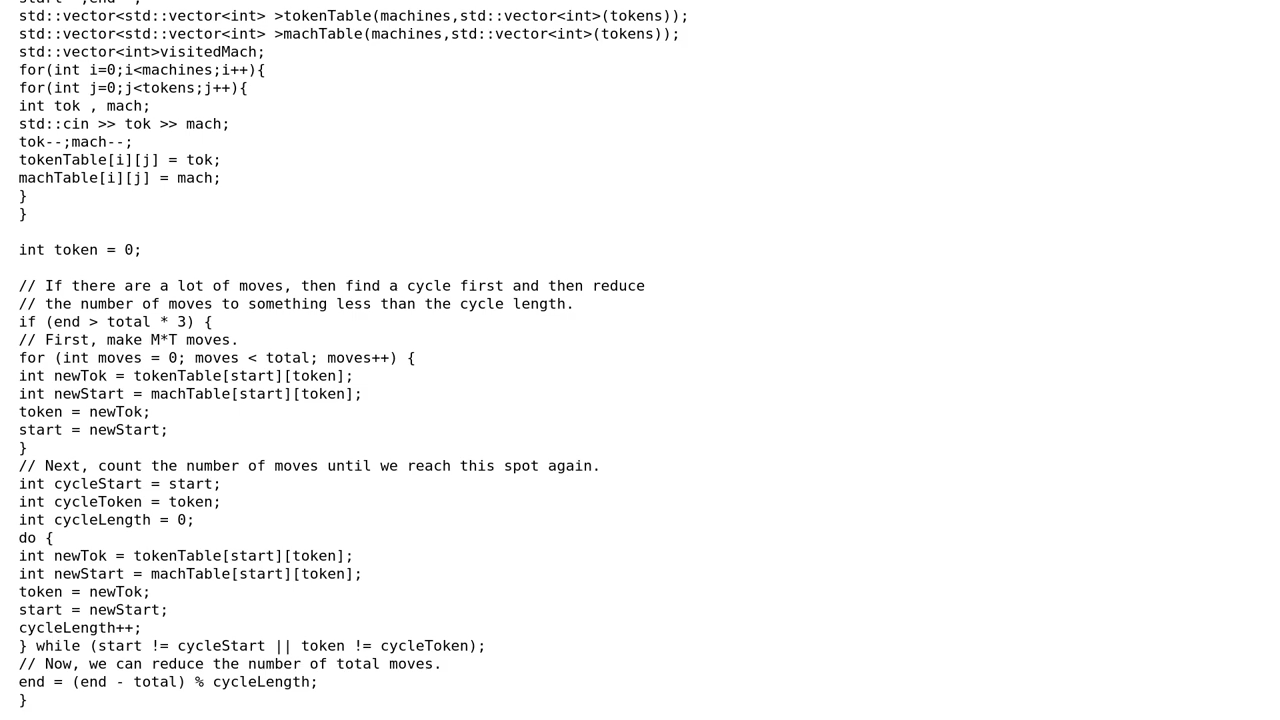 std::vector<std::vector<int> >tokenTable(machines,std::vector<int>(tokens));
std::vector<std::vector<int> >machTable(machines,std::vector<int>(tokens));
std::vector<int>visitedMach;
for(int i=0;i<machines;i++){
for(int j=0;j<tokens;j++){
int tok , mach;
std::cin >> tok >> mach;
tok--;mach--;
tokenTable[i][j] = tok;
machTable[i][j] = mach;
}
}
int token = 0;
// If there are a lot of moves, then find a cycle first and then reduce
// the number of moves to something less than the cycle length.
if (end > total * 3) {
// First, make M*T moves.
for (int moves = 0; moves < total; moves++) {
int newTok = tokenTable[start][token];
int newStart = machTable[start][token];
token = newTok;
start = newStart;
}
// Next, count the number of moves until we reach this spot again.
int cycleStart = start;
int cycleToken = token;
int cycleLength = 0;
do {
int newTok = tokenTable[start][token];
int newStart = machTable[start][token];
token = newTok;
start = newStart;
cycleLength++;
} while (start != cycleStart || token != cycleToken);
// Now, we can reduce the number of total moves.
end = (end - total) % cycleLength;
}